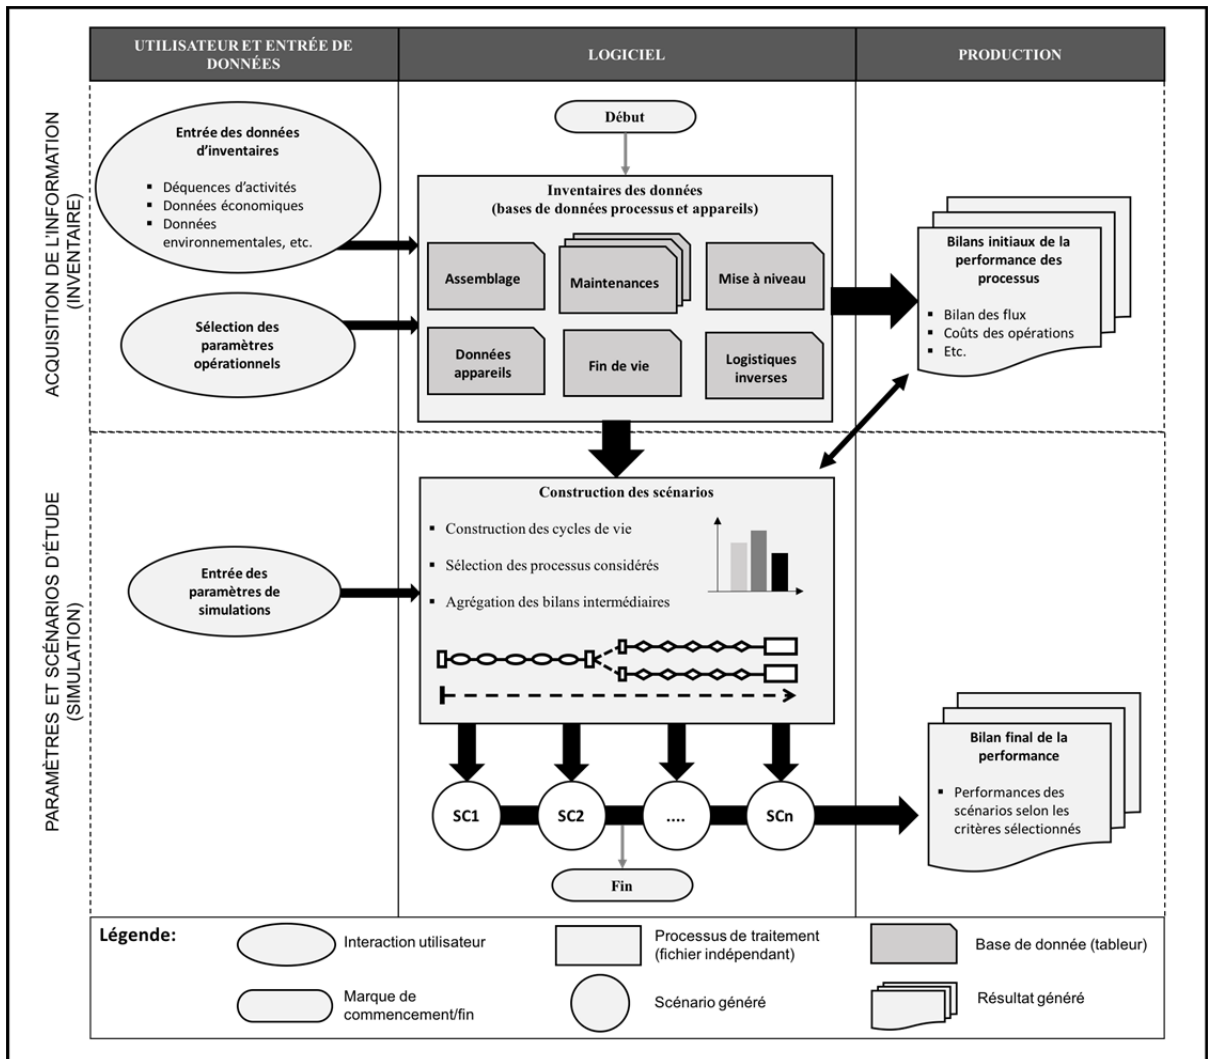 UTILISATEUR ET ENTRÉE DE
DONNÉES
LOGICIEL
PRODUCTION
ACQUISITION DE L'INFORMATION
(INVENTAIRE)
Entrée des données
d'inventaires
▪ Déquences d'activités
▪ Données économiques
▪ Données
environnementales, etc.
Sélection des
paramètres
opérationnels
Début
Inventaires des données
(bases de données processus et appareils)
Assemblage
Maintenances
Mise à niveau
Données
appareils
Fin de vie
Logistiques
inverses
Bilans initiaux de la
performance des
processus
▪ Bilan des flux
▪ Coûts des opérations
▪ Etc.
PARAMÈTRES ET SCÉNARIOS D'ÉTUDE
(SIMULATION)
Entrée des
paramètres de
simulations
Construction des scénarios
▪ Construction des cycles de vie
▪ Sélection des processus considérés
▪ Agrégation des bilans intermédiaires
SC1
SC2
....
SCn
Fin
Bilan final de la
performance
▪ Performances des
scénarios selon les
critères sélectionnés
Légende:
Interaction utilisateur
Processus de traitement
(fichier indépendant)
Base de donnée (tableur)
Marque de
commencement/fin
Scénario généré
Résultat généré